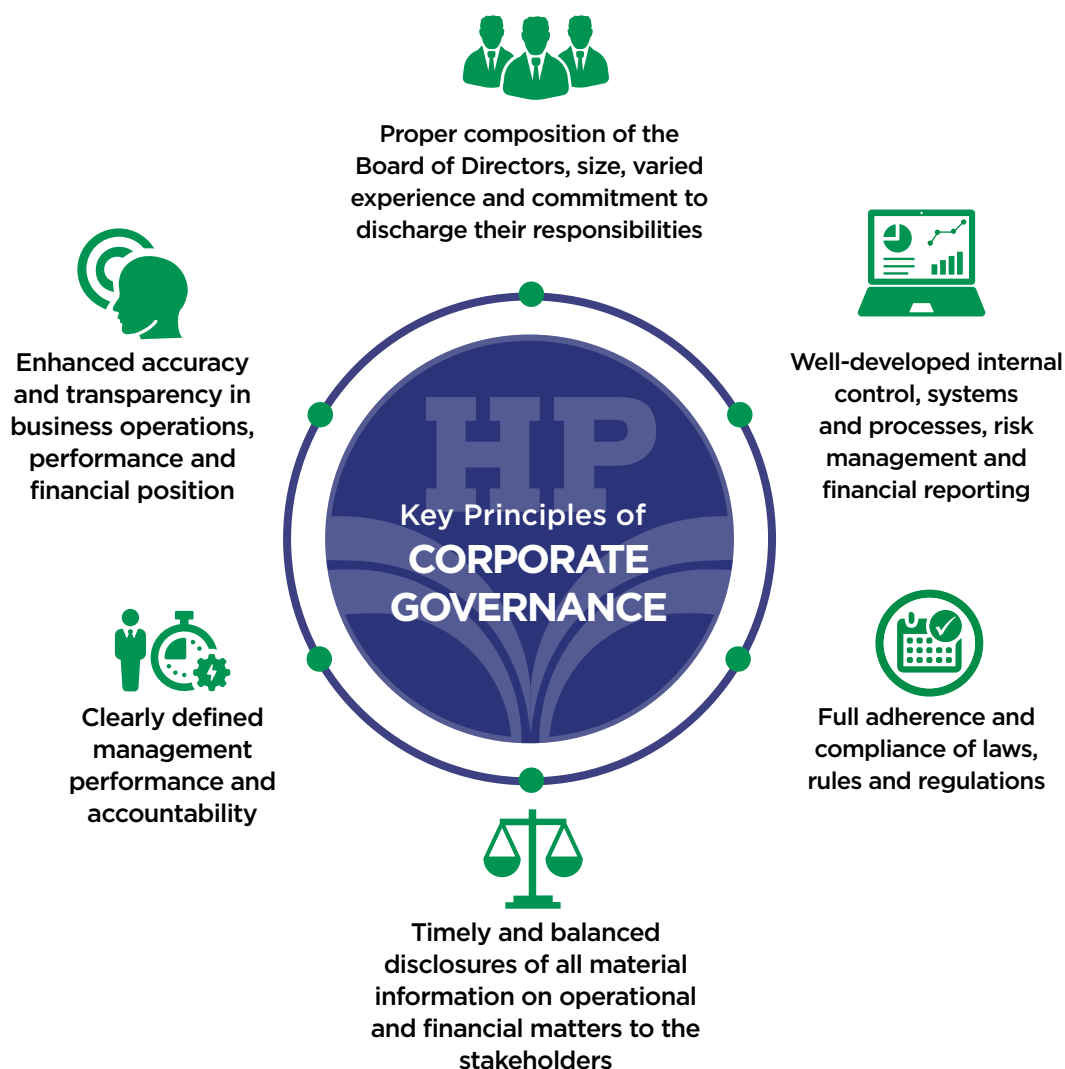 Proper composition of the
Board of Directors, size, varied
experience and commitment to
discharge their responsibilities
Well-developed internal
control, systems
and processes, risk
management and
financial reporting
Full adherence and
compliance of laws,
rules and regulations
Timely and balanced
disclosures of all material
information on operational
and financial matters to the
stakeholders
Clearly defined
management
performance and
accountability
Enhanced accuracy
and transparency in
business operations,
performance and
financial position
HP
Key Principles of
CORPORATE
GOVERNANCE